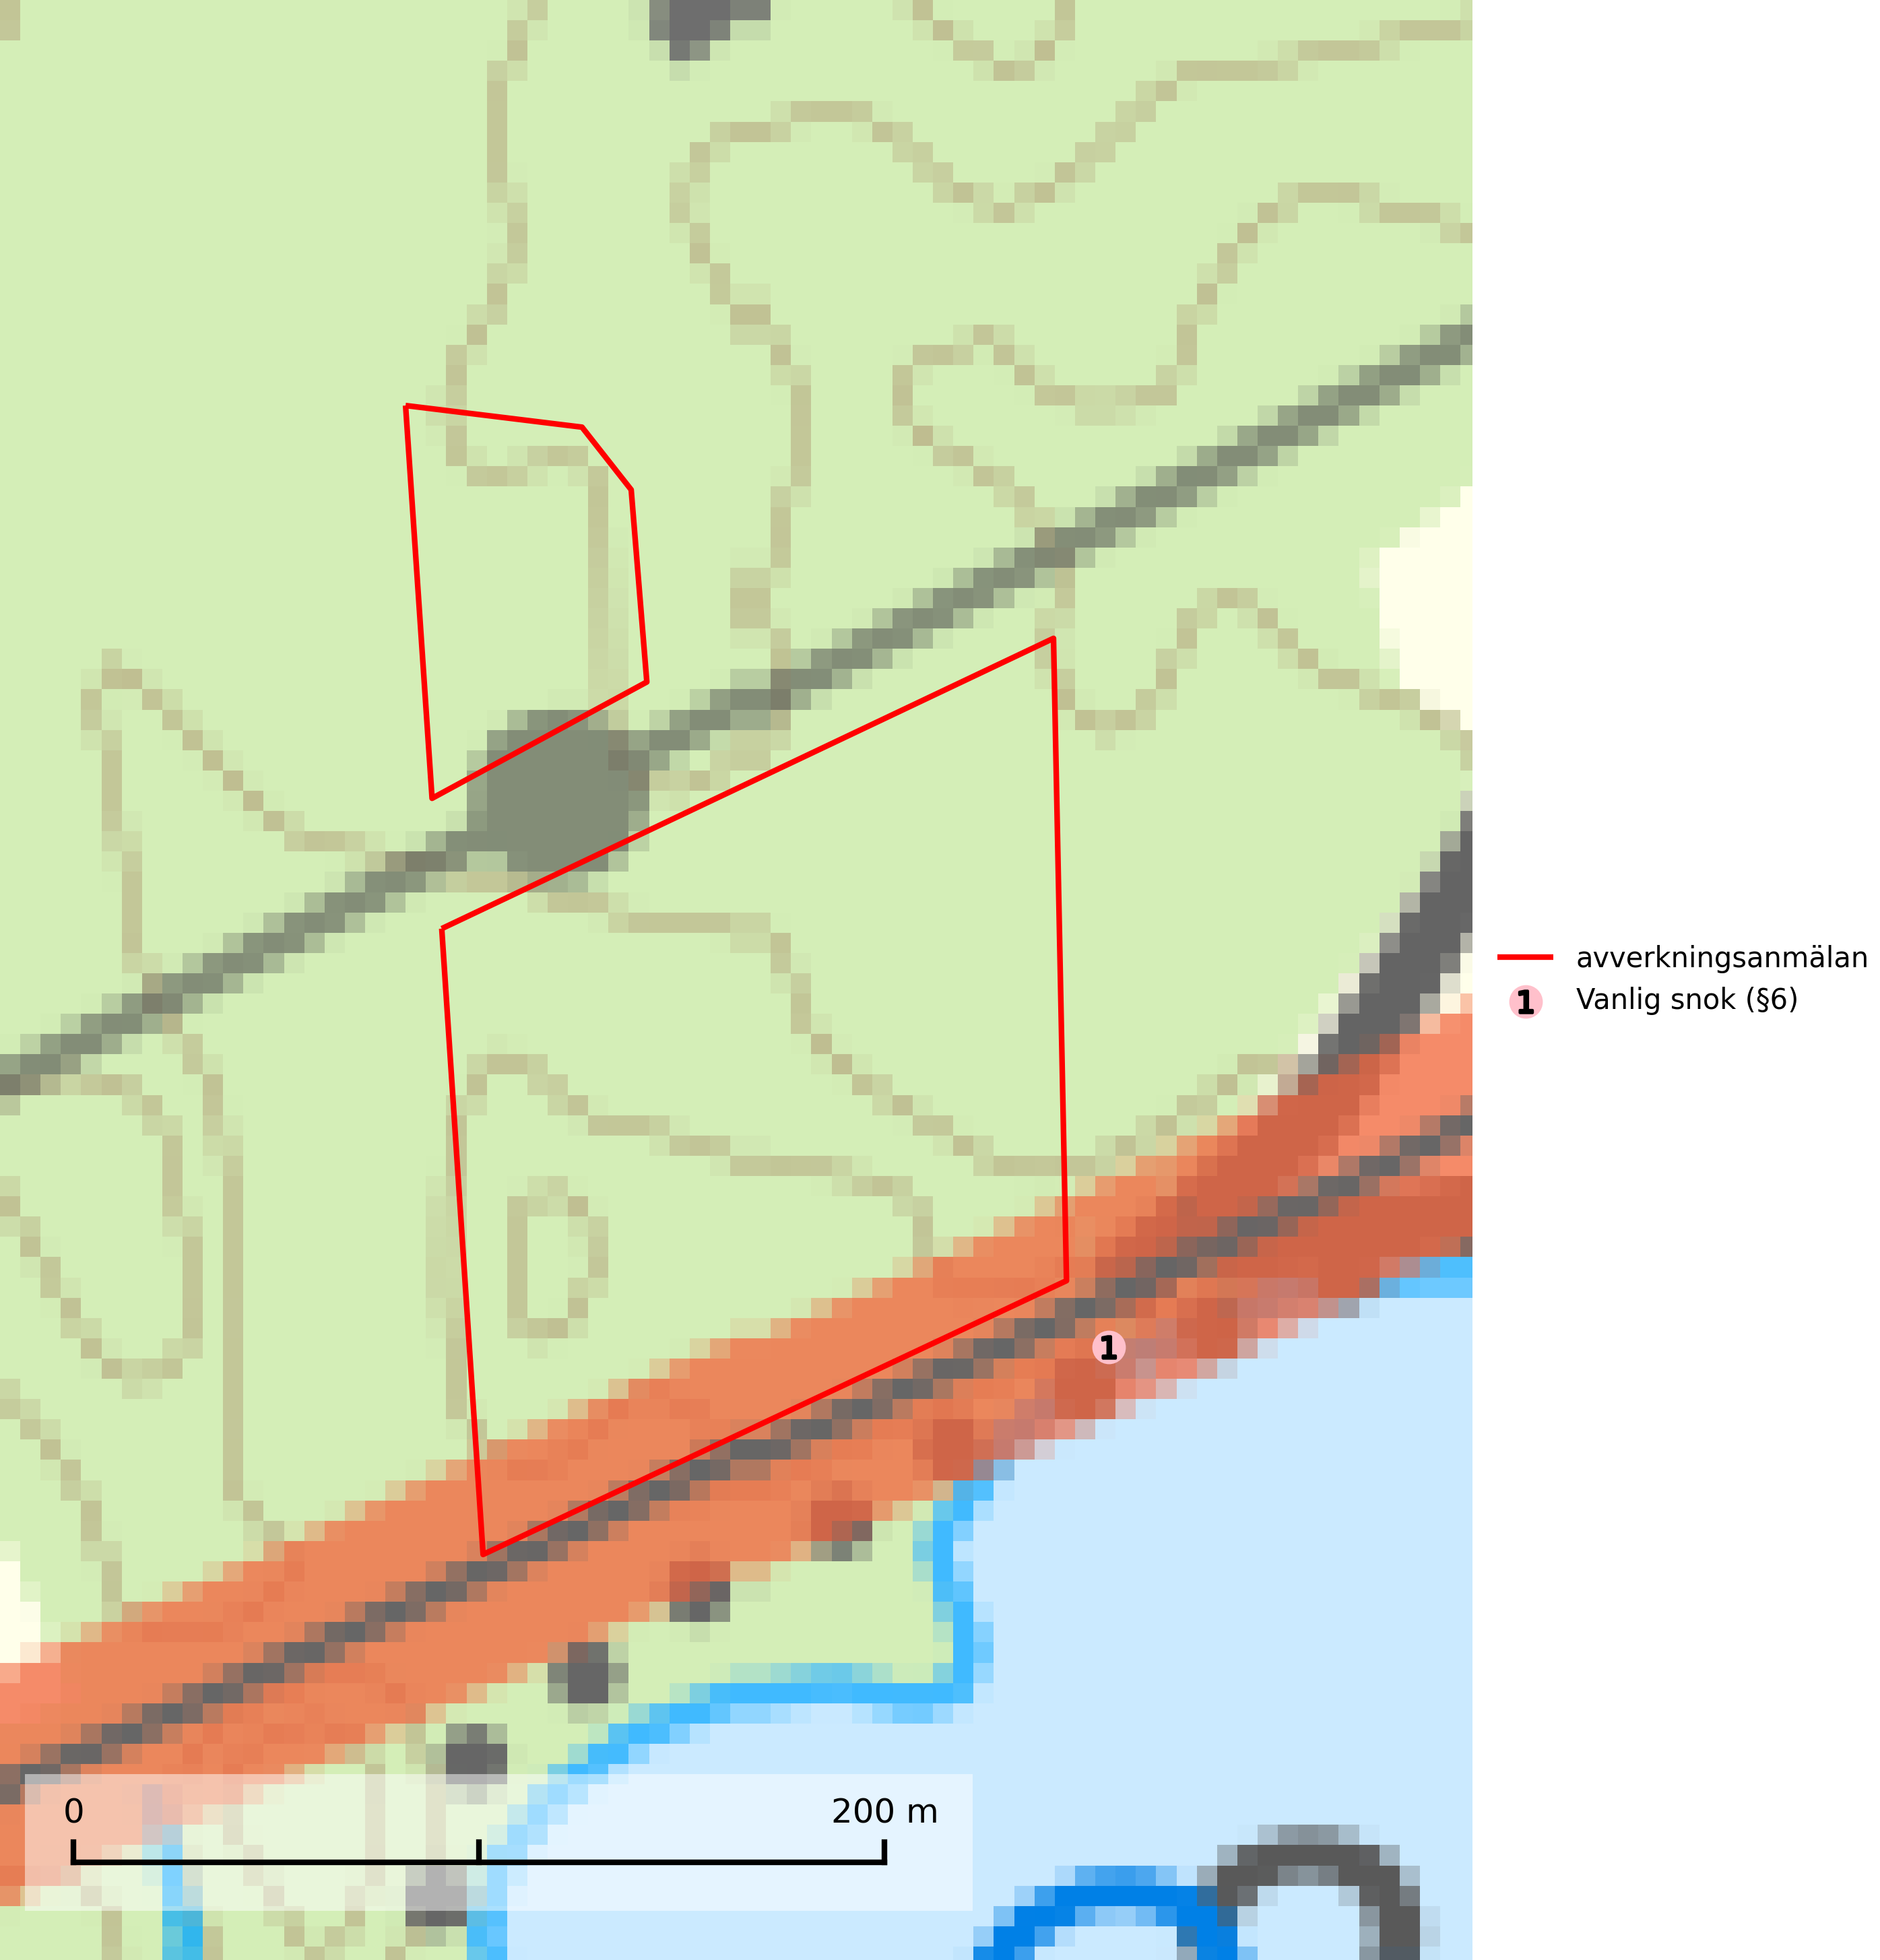 avverkningsanmälan
1 Vanlig snok (§6)
1
0 200 m